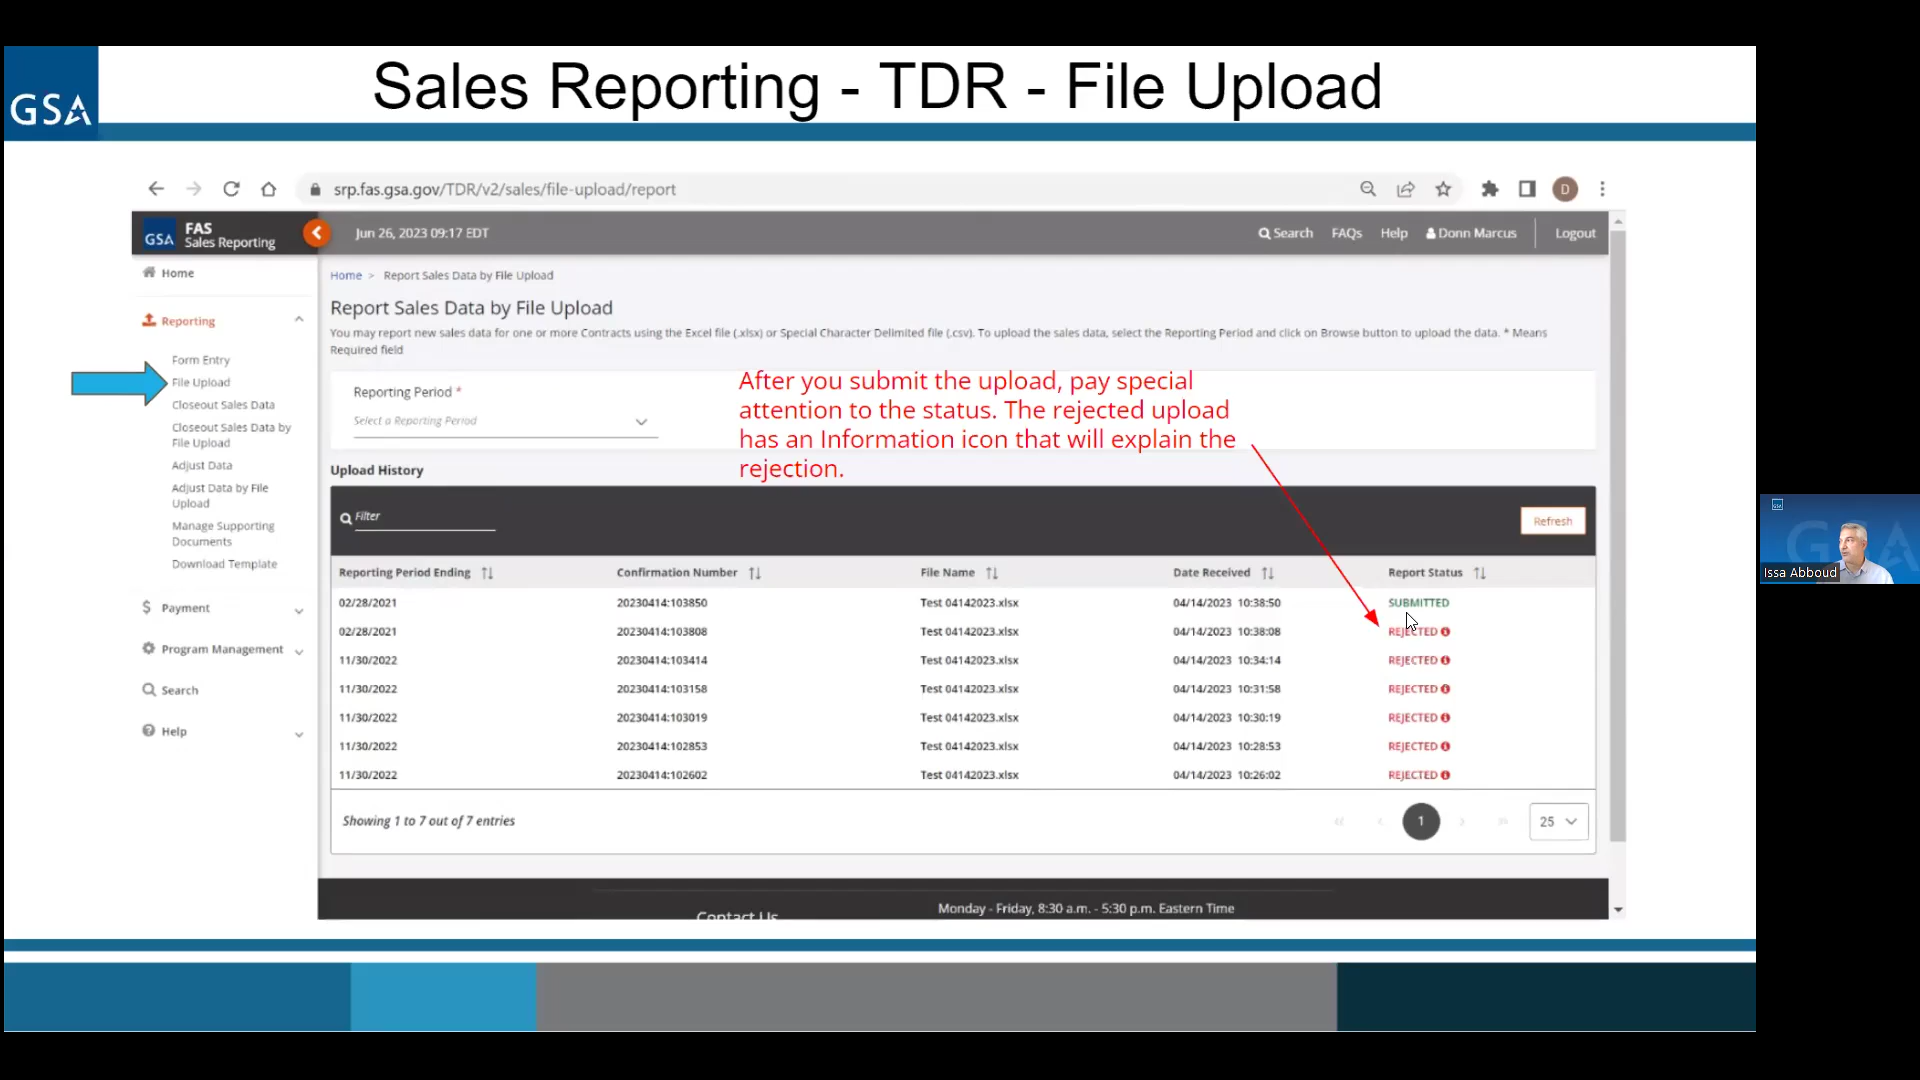 GSA
Sales Reporting - TDR - File Upload
srp.fas.gsa.gov/TDR/v2/sales/file-upload/report
D
GSA
FAS
Sales Reporting
Jun 26, 2023 09:17 EDT
Search
FAQs
Help
Donn Marcus
Logout
Home
Reporting
Form Entry
File Upload
Closeout Sales Data
Closeout Sales Data by
File Upload
Adjust Data
Adjust Data by File
Upload
Manage Supporting
Documents
Download Template
Payment
Program Management
Search
Help
Home > Report Sales Data by File Upload
Report Sales Data by File Upload
You may report new sales data for one or more Contracts using the Excel file (.xlsx) or Special Character Delimited file (.csv). To upload the sales data, select the Reporting Period and click on Browse button to upload the data. * Means
Required field
Reporting Period *
Select a Reporting Period
After you submit the upload, pay special
attention to the status. The rejected upload
has an Information icon that will explain the
rejection.
Upload History
Filter
Refresh
Reporting Period Ending Confirmation Number File Name Date Received Report Status
02/28/2021 20230414:103850 Test 04142023.xlsx 04/14/2023 10:38:50 SUBMITTED
02/28/2021 20230414:103808 Test 04142023.xlsx 04/14/2023 10:38:08 REJECTED
11/30/2022 20230414:103414 Test 04142023.xlsx 04/14/2023 10:34:14 REJECTED
11/30/2022 20230414:103158 Test 04142023.xlsx 04/14/2023 10:31:58 REJECTED
11/30/2022 20230414:103019 Test 04142023.xlsx 04/14/2023 10:30:19 REJECTED
11/30/2022 20230414:102853 Test 04142023.xlsx 04/14/2023 10:28:53 REJECTED
11/30/2022 20230414:102602 Test 04142023.xlsx 04/14/2023 10:26:02 REJECTED
Showing 1 to 7 out of 7 entries
1
25
Contact Us
Monday - Friday, 8:30 a.m. - 5:30 p.m. Eastern Time
GSA
Issa Abboud